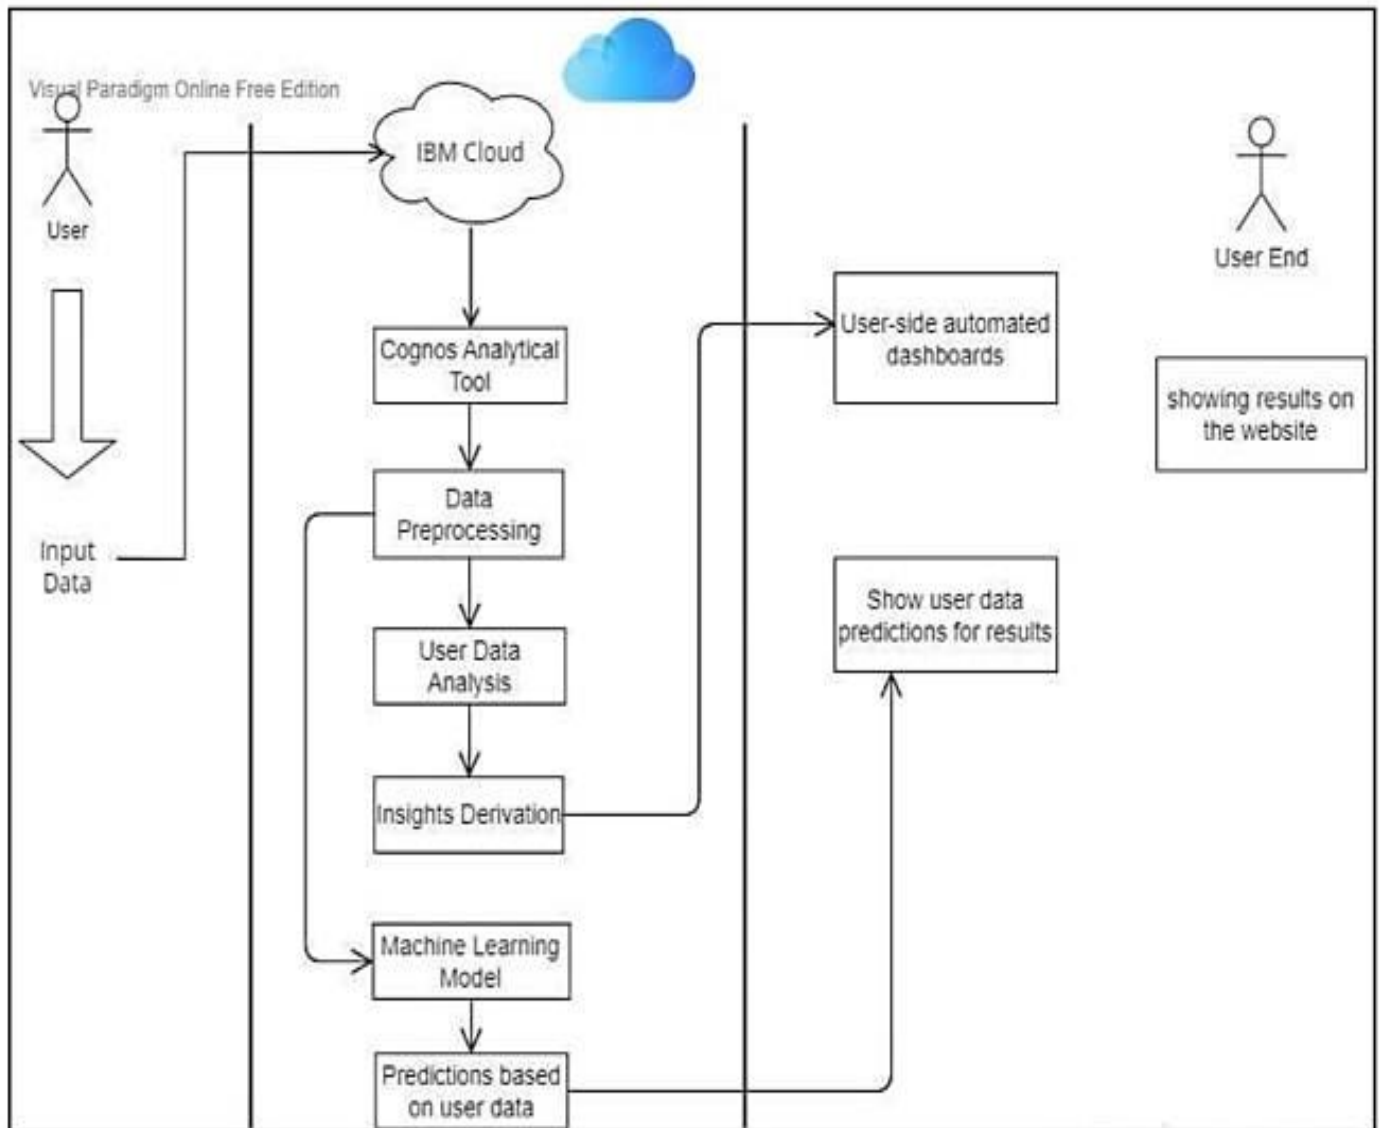 Visual Paradigm Online Free Edition
User
Input
Data
IBM Cloud
Cognos Analytical
Tool
Data
Preprocessing
User Data
Analysis
Insights Derivation
Machine Learning
Model
Predictions based
on user data
User-side automated
dashboards
Show user data
predictions for results
User End
showing results on
the website